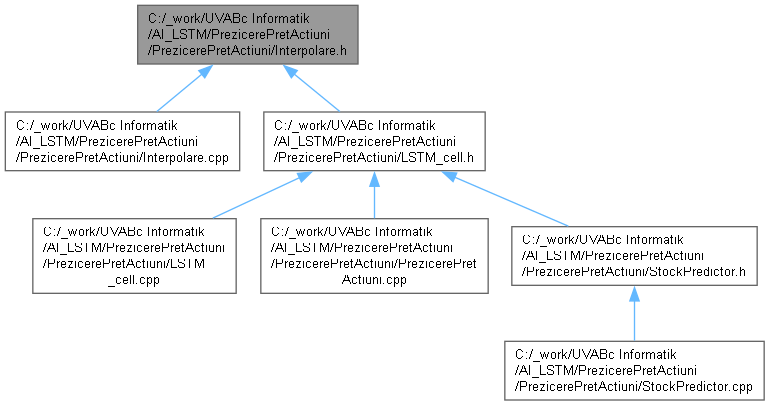 C:/_work/UVABc Informatik
/AI_LSTM/PrezicerePretActiuni
/PrezicerePretActiuni/Interpolare.h
C:/_work/UVABc Informatik
/AI_LSTM/PrezicerePretActiuni
/PrezicerePretActiuni/Interpolare.cpp
C:/_work/UVABc Informatik
/AI_LSTM/PrezicerePretActiuni
/PrezicerePretActiuni/LSTM_cell.h
C:/_work/UVABc Informatik
/AI_LSTM/PrezicerePretActiuni
/PrezicerePretActiuni/LSTM
_cell.cpp
C:/_work/UVABc Informatik
/AI_LSTM/PrezicerePretActiuni
/PrezicerePretActiuni/PrezicerePret
Actiuni.cpp
C:/_work/UVABc Informatik
/AI_LSTM/PrezicerePretActiuni
/PrezicerePretActiuni/StockPredictor.h
C:/_work/UVABc Informatik
/AI_LSTM/PrezicerePretActiuni
/PrezicerePretActiuni/StockPredictor.cpp